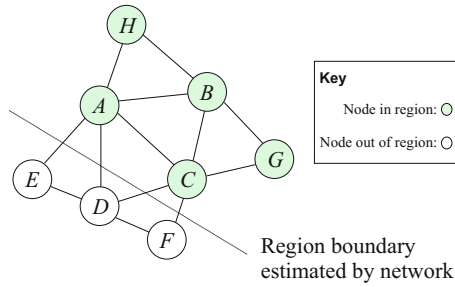 H
A
B
Key
Node in region:
Node out of region:
G
E
C
D
F
Region boundary
estimated by network